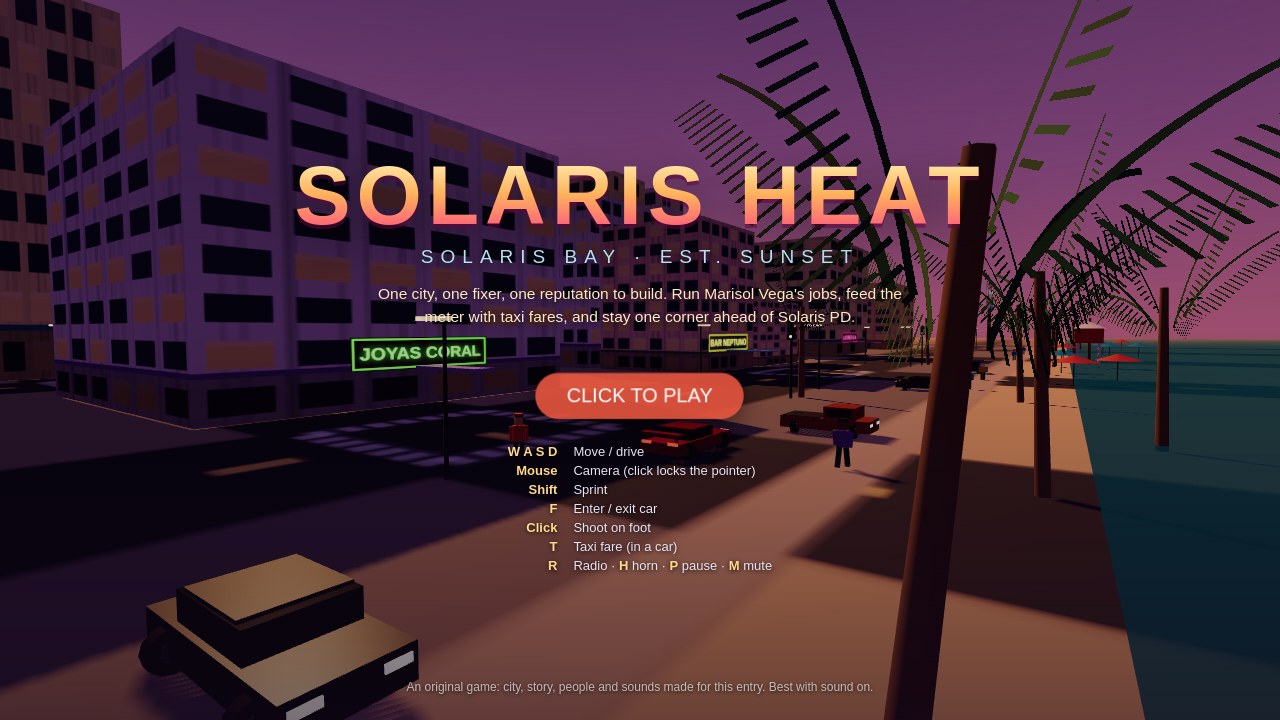 SOLARIS HEAT
SOLARIS BAY · EST. SUNSET
One city, one fixer, one reputation to build. Run Marisol Vega's jobs, feed the
meter with taxi fares, and stay one corner ahead of Solaris PD.
JOYAS CORAL
BAR NEPTUNO
CLICK TO PLAY
W A S D Move / drive
Mouse Camera (click locks the pointer)
Shift Sprint
F Enter / exit car
Click Shoot on foot
T Taxi fare (in a car)
R Radio · H horn · P pause · M mute
An original game: city, story, people and sounds made for this entry. Best with sound on.